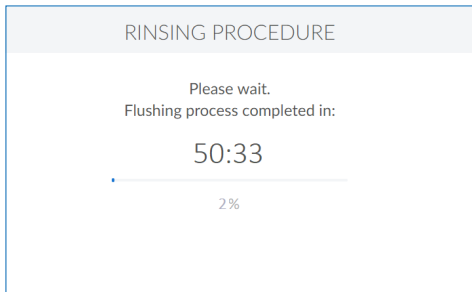 RINSING PROCEDURE
Please wait.
Flushing process completed in:
50:33
2%